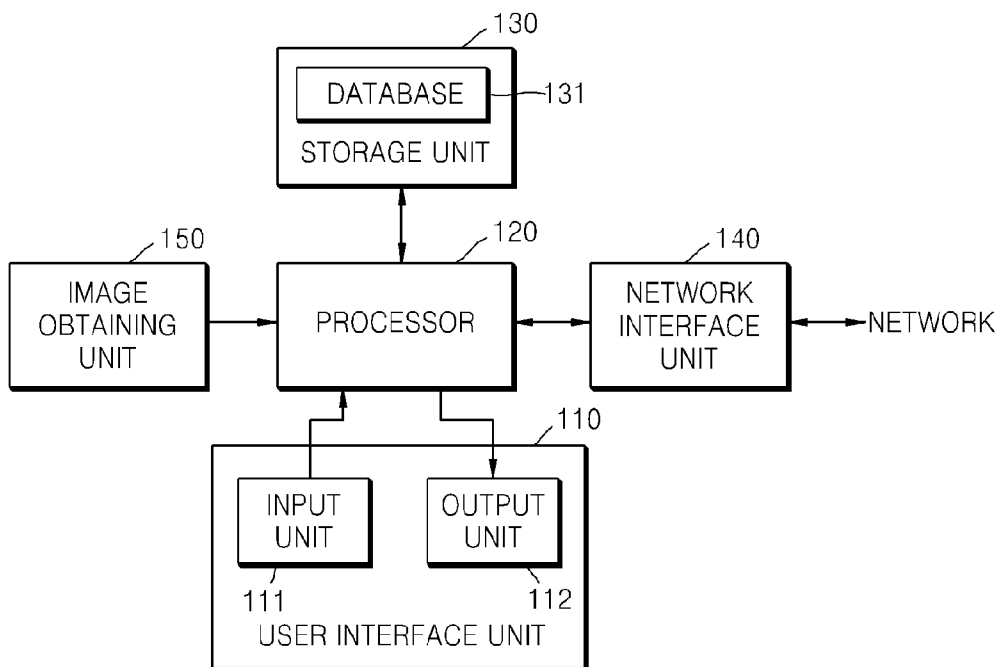 130
DATABASE
131
STORAGE UNIT
150
120
140
IMAGE
OBTAINING
UNIT
PROCESSOR
NETWORK
INTERFACE
UNIT
NETWORK
110
INPUT
UNIT
OUTPUT
UNIT
111
112
USER INTERFACE UNIT